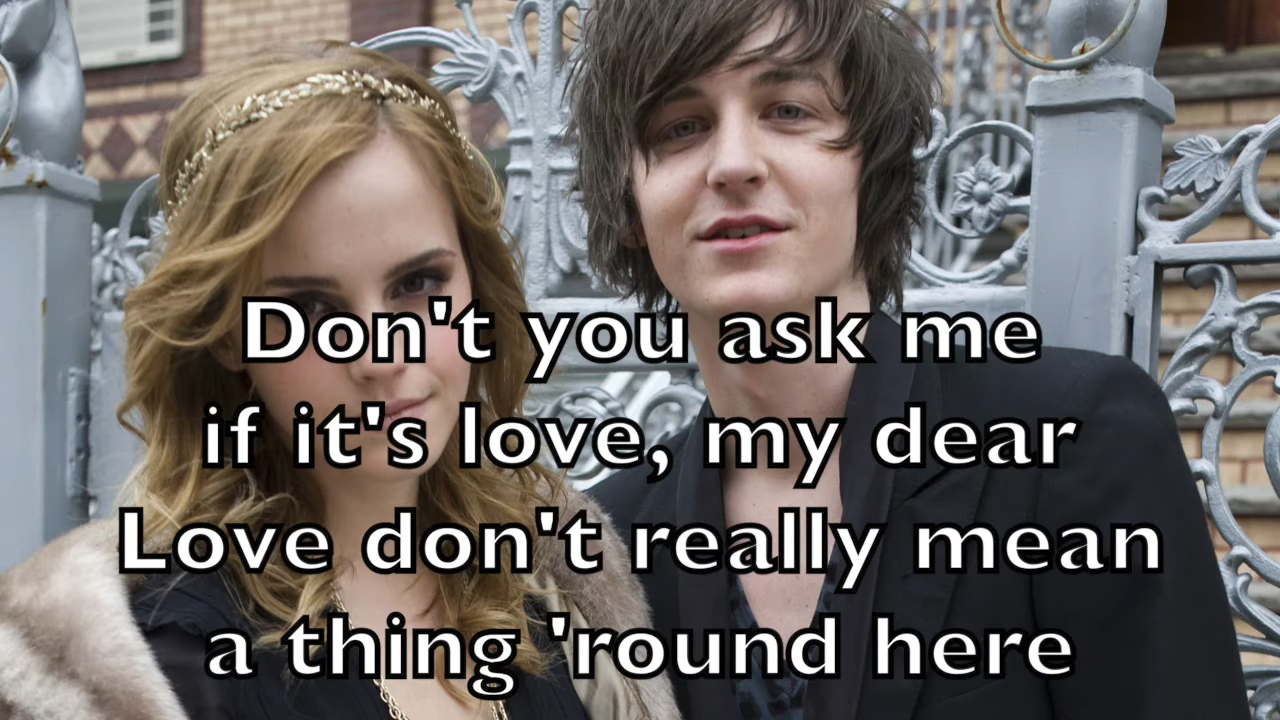 Don't you ask me
if it's love, my dear
Love don't really mean
a thing 'round here